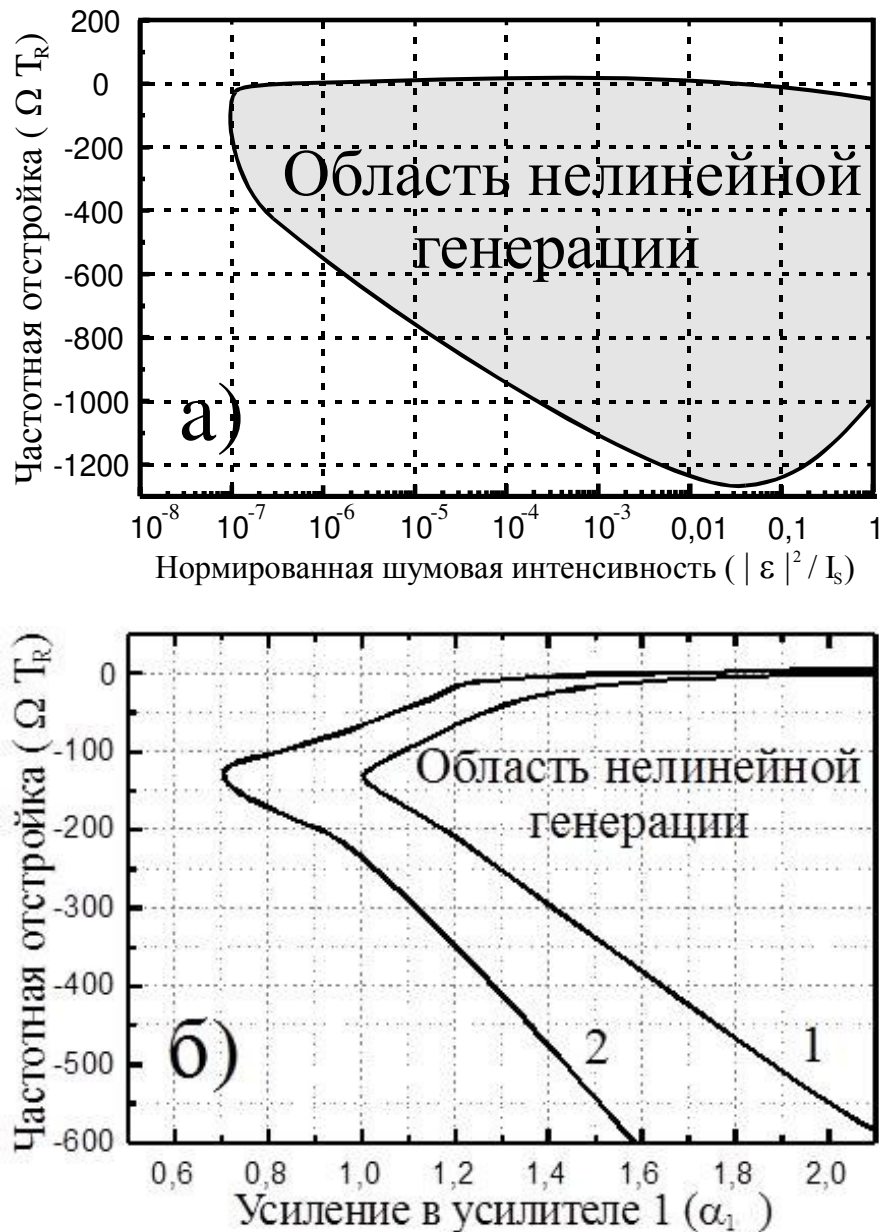 Частотная отстройка ( Ω T_R)
200
0
-200
-400
-600
-800
-1000
-1200
Область нелинейной
генерации
а)
10^-8 10^-7 10^-6 10^-5 10^-4 10^-3 0,01 0,1 1
Нормированная шумовая интенсивность ( | ε |^2 / I_S)
Частотная отстройка ( Ω T_R)
0
-100
-200
-300
-400
-500
-600
Область нелинейной
генерации
б) 2 1
0,6 0,8 1,0 1,2 1,4 1,6 1,8 2,0
Усиление в усилителе 1 (α_1 )